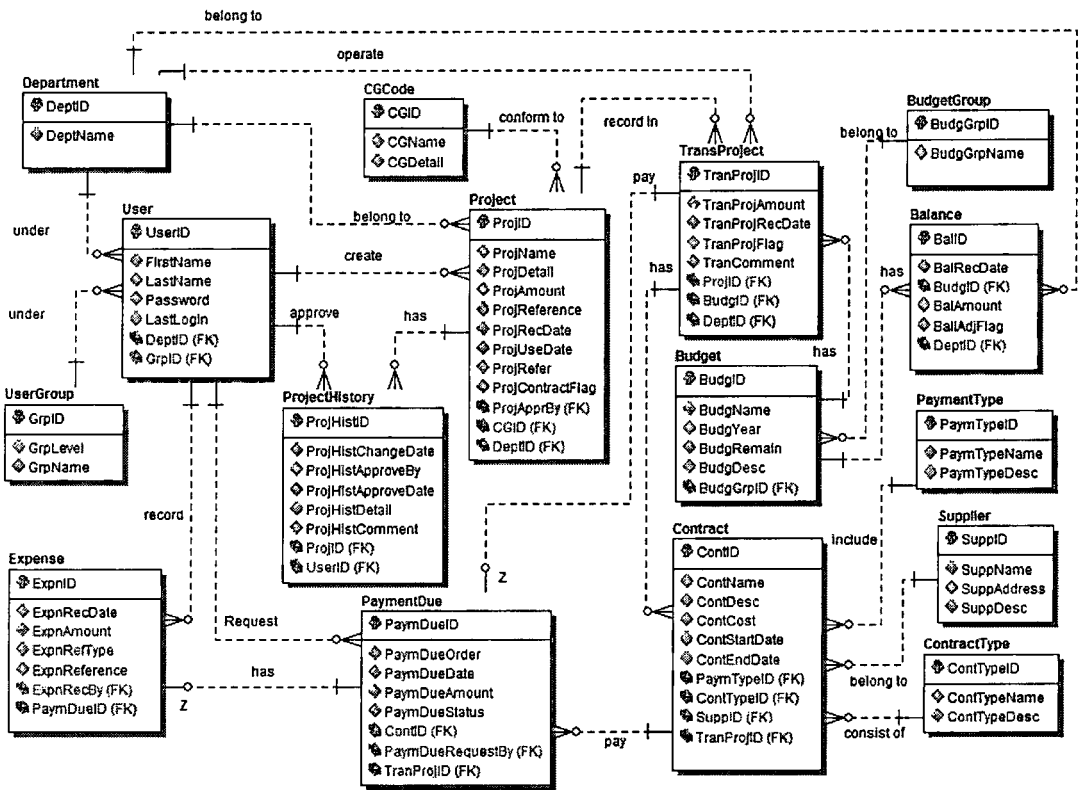 belong to
operate
Department
DeptID
DeptName
CGCode
CGID
CGName
CGDetail
conform to
record in
TransProject
TranProjID
TranProjAmount
TranProjRecDate
TranProjFlag
TranComment
ProjID (FK)
BudgID (FK)
DeptID (FK)
belong to
BudgetGroup
BudgGrpID
BudgGrpName
under
User
UserID
FirstName
LastName
Password
LastLogin
DeptID (FK)
GrpID (FK)
belong to
create
approve
has
Project
ProjID
ProjName
ProjDetail
ProjAmount
ProjReference
ProjRecDate
ProjUseDate
ProjRefer
ProjContractFlag
ProjApprBy (FK)
CGID (FK)
DeptID (FK)
pay
has
has
has
Balance
BalID
BalRecDate
BudgID (FK)
BalAmount
BallAdjFlag
DeptID (FK)
under
UserGroup
GrpID
GrpLevel
GrpName
ProjectHistory
ProjHistID
ProjHistChangeDate
ProjHistApproveBy
ProjHistApproveDate
ProjHistDetail
ProjHistComment
ProjID (FK)
UserID (FK)
Budget
BudgID
BudgName
BudgYear
BudgRemain
BudgDesc
BudgGrpID (FK)
PaymentType
PaymTypeID
PaymTypeName
PaymTypeDesc
record
Request
Expense
ExpnID
ExpnRecDate
ExpnAmount
ExpnRefType
ExpnReference
ExpnRecBy (FK)
PaymDueID (FK)
Z
has
Z
PaymentDue
PaymDueID
PaymDueOrder
PaymDueDate
PaymDueAmount
PaymDueStatus
ContID (FK)
PaymDueRequestBy (FK)
TranProjID (FK)
pay
Contract
ContID
ContName
ContDesc
ContCost
ContStartDate
ContEndDate
PaymTypeID (FK)
ContTypeID (FK)
SuppID (FK)
TranProjID (FK)
include
belong to
consist of
Supplier
SuppID
SuppName
SuppAddress
SuppDesc
ContractType
ContTypeID
ContTypeName
ContTypeDesc